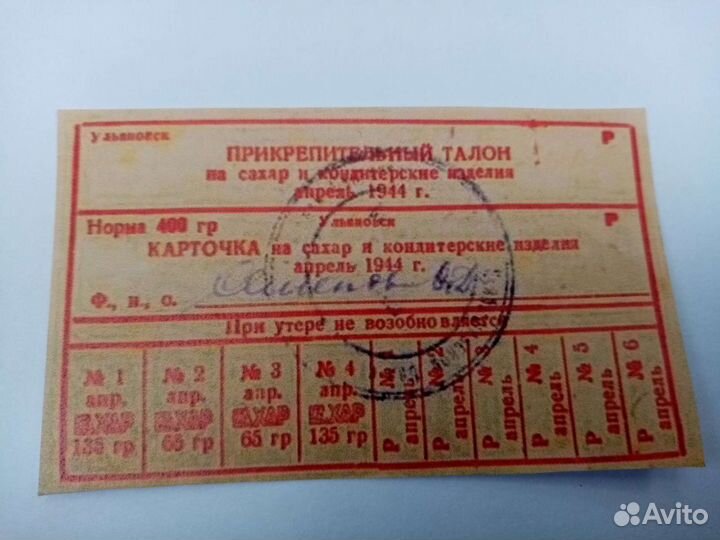 Ульяновск Р
ПРИКРЕПИТЕЛЬНЫЙ ТАЛОН
на сахар и кондитерские изделия
апрель 1944 г.
Норма 400 гр Ульяновск Р
КАРТОЧКА на сахар и кондитерские изделия
апрель 1944 г.
Ф., и., о.
При утере не возобновляется
№ 1 апр. САХАР 135 гр
№ 2 апр. САХАР 65 гр
№ 3 апр. САХАР 65 гр
№ 4 апр. САХАР 135 гр
Р апрель № 1
Р апрель № 2
Р апрель № 3
Р апрель № 4
Р апрель № 5
Р апрель № 6
Avito